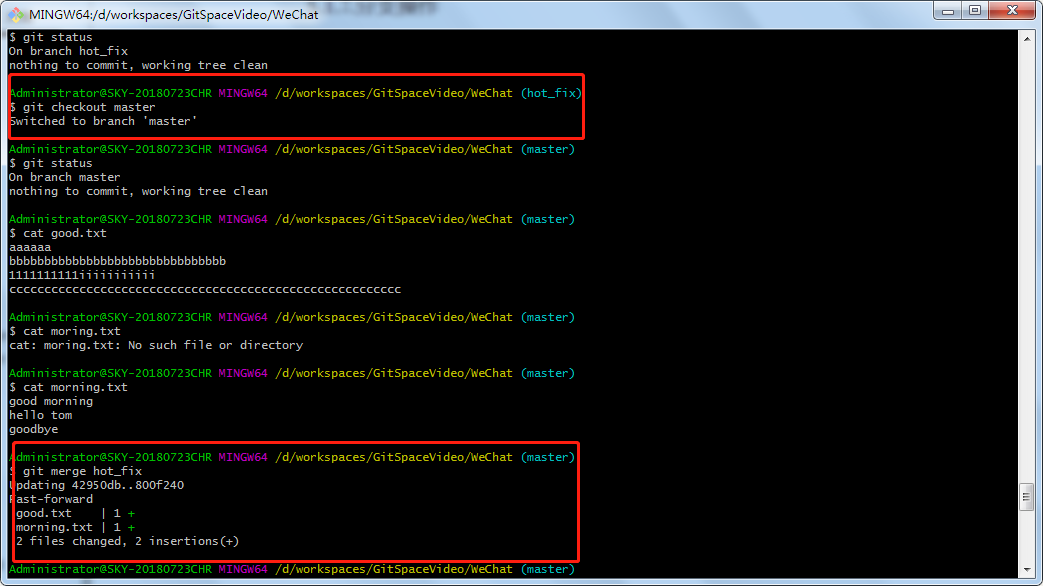 MINGW64:/d/workspaces/GitSpaceVideo/WeChat
$ git status
On branch hot_fix
nothing to commit, working tree clean
Administrator@SKY-20180723CHR MINGW64 /d/workspaces/GitSpaceVideo/WeChat (hot_fix)
$ git checkout master
Switched to branch 'master'
Administrator@SKY-20180723CHR MINGW64 /d/workspaces/GitSpaceVideo/WeChat (master)
$ git status
On branch master
nothing to commit, working tree clean
Administrator@SKY-20180723CHR MINGW64 /d/workspaces/GitSpaceVideo/WeChat (master)
$ cat good.txt
aaaaaa
bbbbbbbbbbbbbbbbbbbbbbbbbbbbbbb
1111111111iiiiiiiiiii
cccccccccccccccccccccccccccccccccccccccccccccccccccccccc
Administrator@SKY-20180723CHR MINGW64 /d/workspaces/GitSpaceVideo/WeChat (master)
$ cat moring.txt
cat: moring.txt: No such file or directory
Administrator@SKY-20180723CHR MINGW64 /d/workspaces/GitSpaceVideo/WeChat (master)
$ cat morning.txt
good morning
hello tom
goodbye
Administrator@SKY-20180723CHR MINGW64 /d/workspaces/GitSpaceVideo/WeChat (master)
$ git merge hot_fix
Updating 42950db..800f240
Fast-forward
good.txt    | 1 +
morning.txt | 1 +
2 files changed, 2 insertions(+)
Administrator@SKY-20180723CHR MINGW64 /d/workspaces/GitSpaceVideo/WeChat (master)